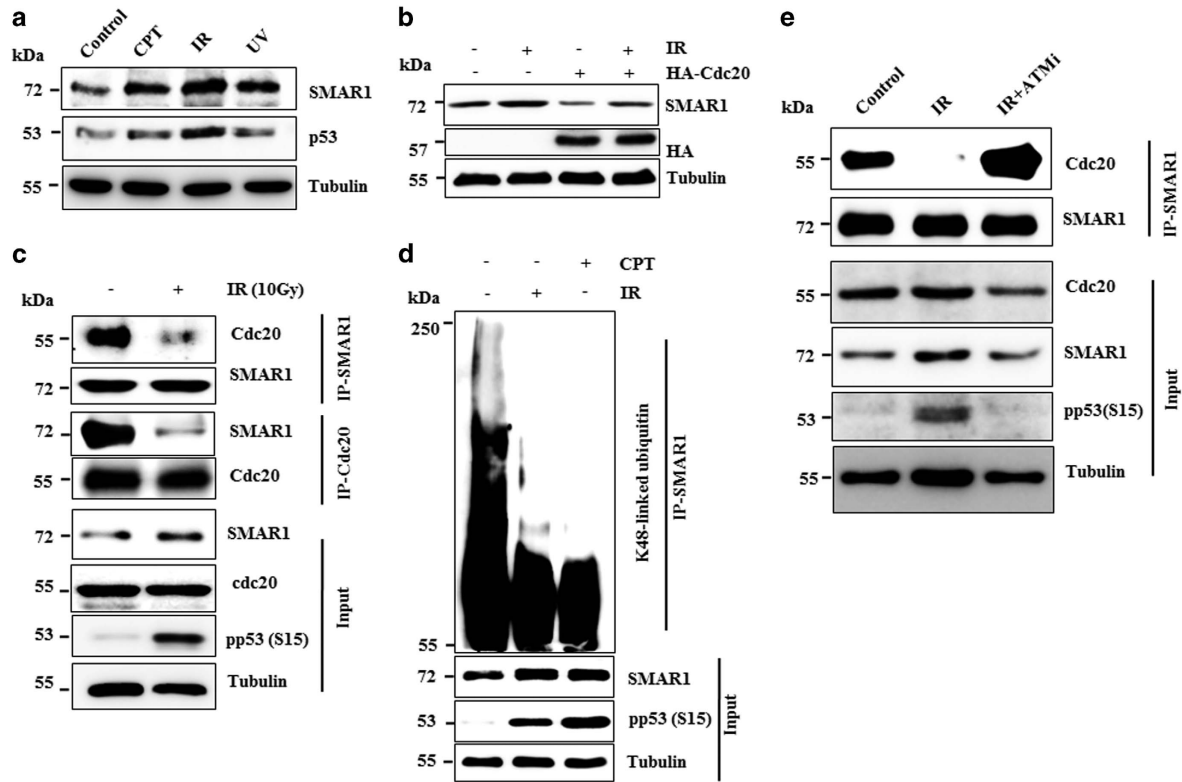 a
kDa
Control CPT IR UV
72
SMAR1
53
p53
55
Tubulin
b
kDa
- + - + IR
- - + + HA-Cdc20
72
SMAR1
57
HA
55
Tubulin
c
kDa
- + IR (10Gy)
55
Cdc20
72
SMAR1
IP-SMAR1
72
SMAR1
55
Cdc20
IP-Cdc20
72
SMAR1
55
cdc20
53
pp53 (S15)
55
Tubulin
Input
d
kDa
- - + CPT
- + - IR
250
55
K48-linked ubiquitin
IP-SMAR1
72
SMAR1
53
pp53 (S15)
55
Tubulin
Input
e
kDa
Control IR IR+ATMi
55
Cdc20
72
SMAR1
IP-SMAR1
55
Cdc20
72
SMAR1
53
pp53(S15)
55
Tubulin
Input